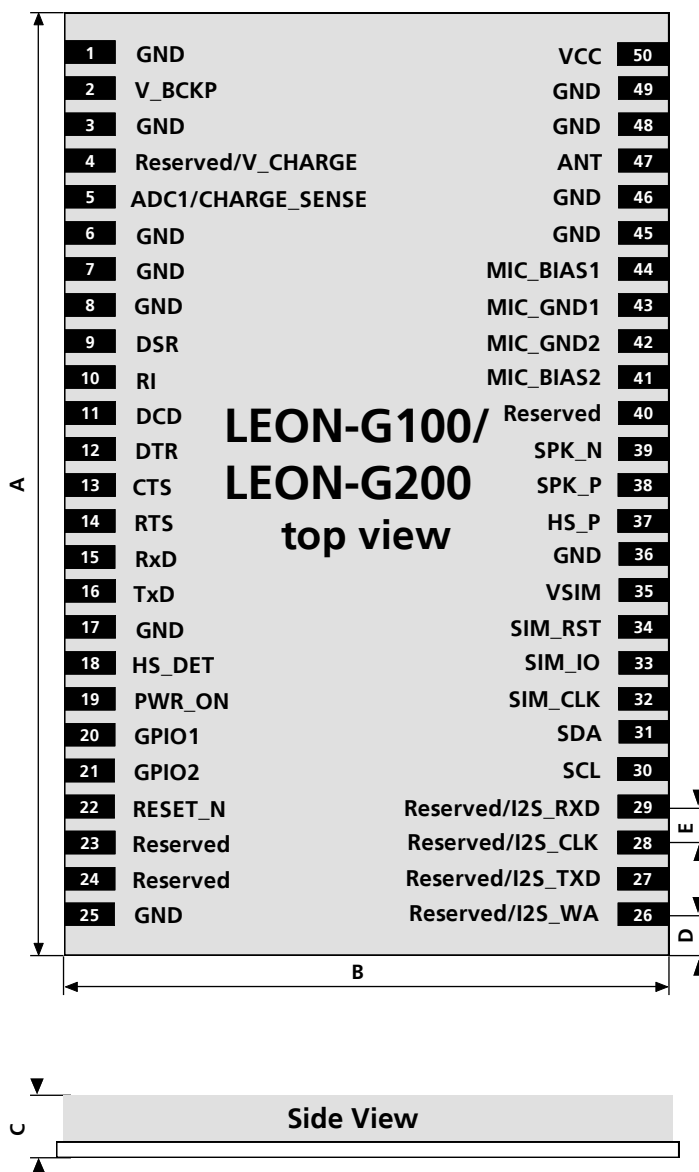 1 GND VCC 50
2 V_BCKP GND 49
3 GND GND 48
4 Reserved/V_CHARGE ANT 47
5 ADC1/CHARGE_SENSE GND 46
6 GND GND 45
7 GND MIC_BIAS1 44
8 GND MIC_GND1 43
9 DSR MIC_GND2 42
10 RI MIC_BIAS2 41
11 DCD Reserved 40
LEON-G100/
12 DTR SPK_N 39
13 CTS SPK_P 38
A
LEON-G200
14 RTS HS_P 37
top view
15 RxD GND 36
16 TxD VSIM 35
17 GND SIM_RST 34
18 HS_DET SIM_IO 33
19 PWR_ON SIM_CLK 32
20 GPIO1 SDA 31
21 GPIO2 SCL 30
22 RESET_N Reserved/I2S_RXD 29
E
23 Reserved Reserved/I2S_CLK 28
24 Reserved Reserved/I2S_TXD 27
25 GND Reserved/I2S_WA 26
D
B
C
Side View